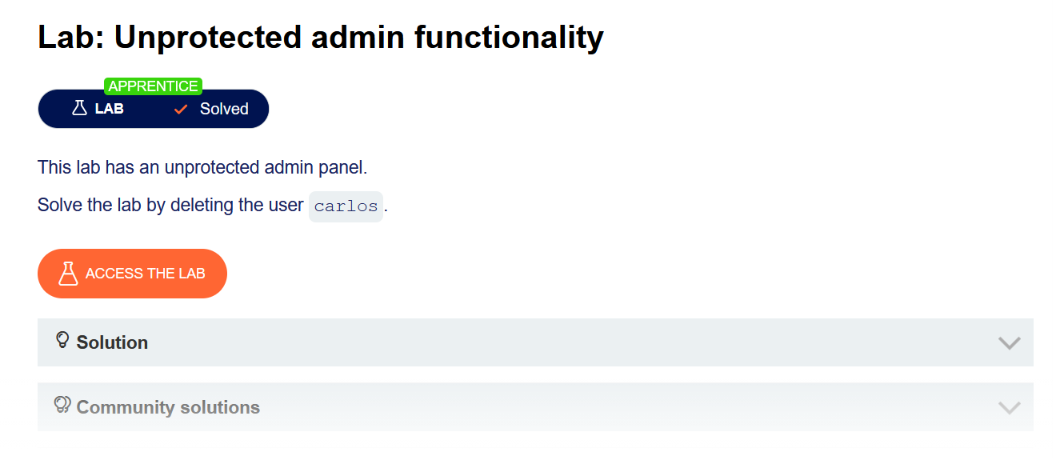 Lab: Unprotected admin functionality
APPRENTICE
LAB Solved
This lab has an unprotected admin panel.
Solve the lab by deleting the user carlos.
ACCESS THE LAB
Solution
Community solutions